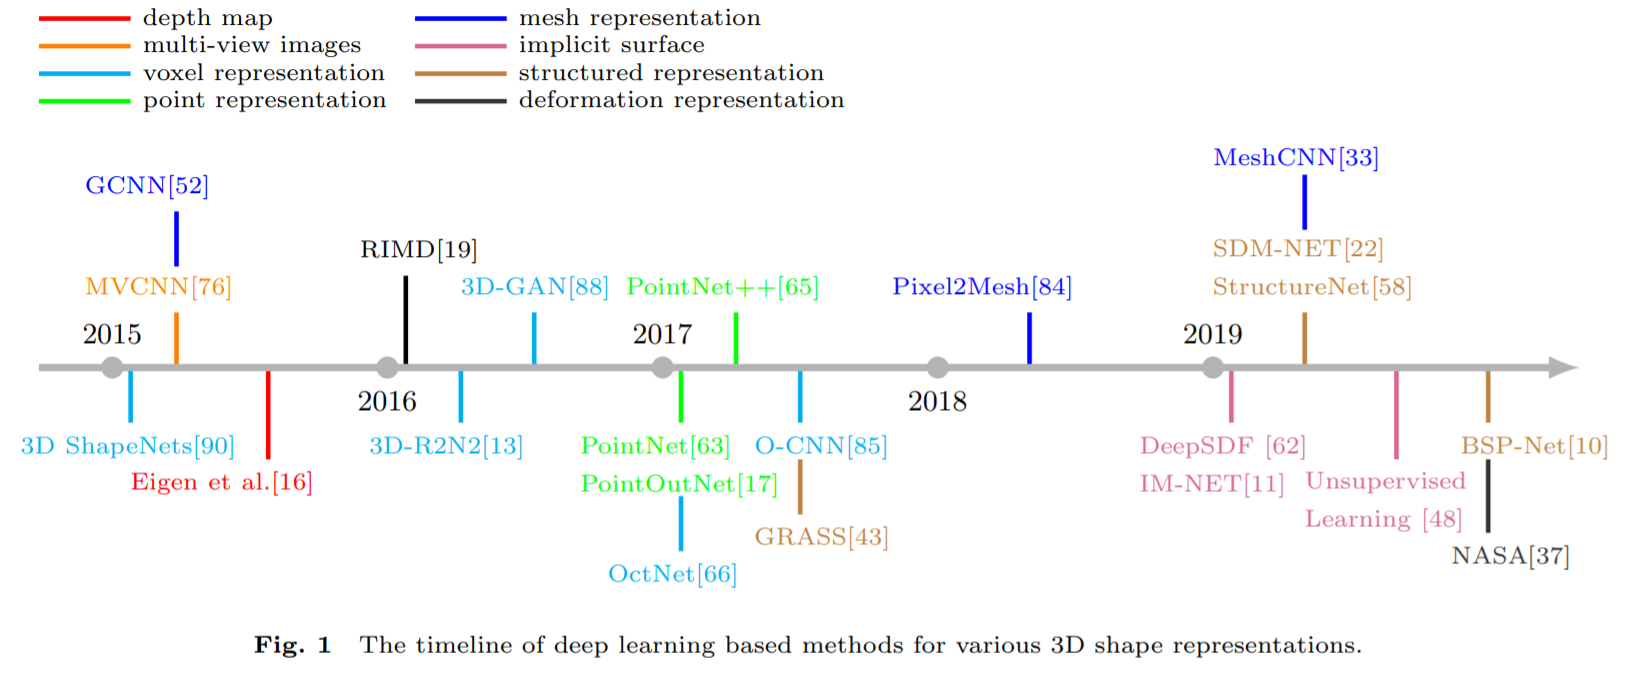 depth map
multi-view images
voxel representation
point representation
mesh representation
implicit surface
structured representation
deformation representation
MeshCNN[33]
GCNN[52]
RIMD[19]
SDM-NET[22]
MVCNN[76]
3D-GAN[88]
PointNet++[65]
Pixel2Mesh[84]
StructureNet[58]
2015
2017
2019
2016
2018
3D ShapeNets[90]
3D-R2N2[13]
PointNet[63]
O-CNN[85]
DeepSDF [62]
BSP-Net[10]
Eigen et al.[16]
PointOutNet[17]
IM-NET[11]
Unsupervised
Learning [48]
GRASS[43]
NASA[37]
OctNet[66]
Fig. 1 The timeline of deep learning based methods for various 3D shape representations.